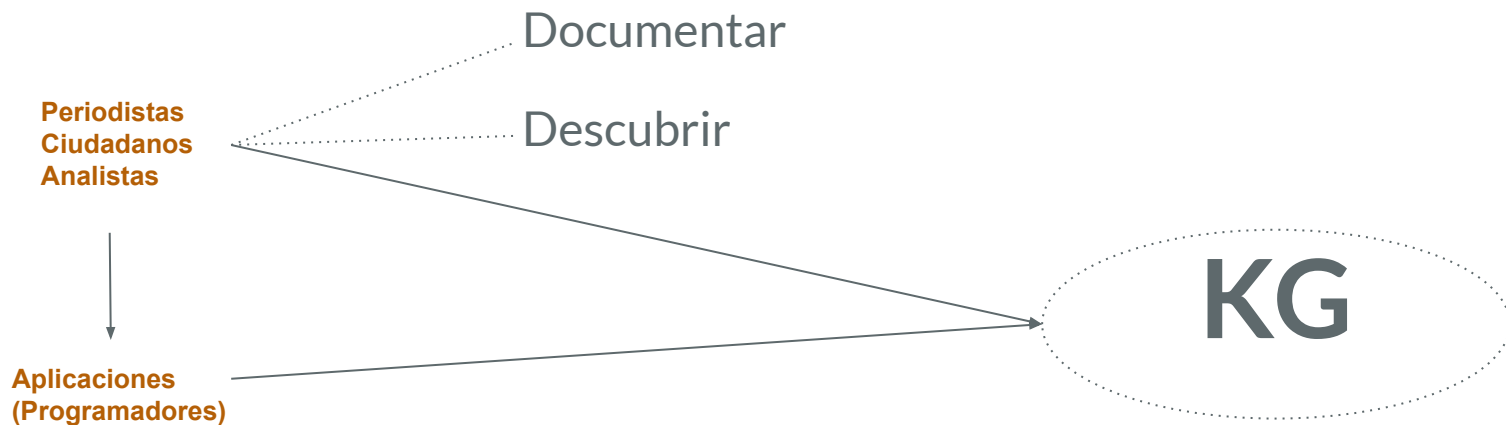 Documentar
Periodistas
Ciudadanos
Analistas
Descubrir
KG
Aplicaciones
(Programadores)